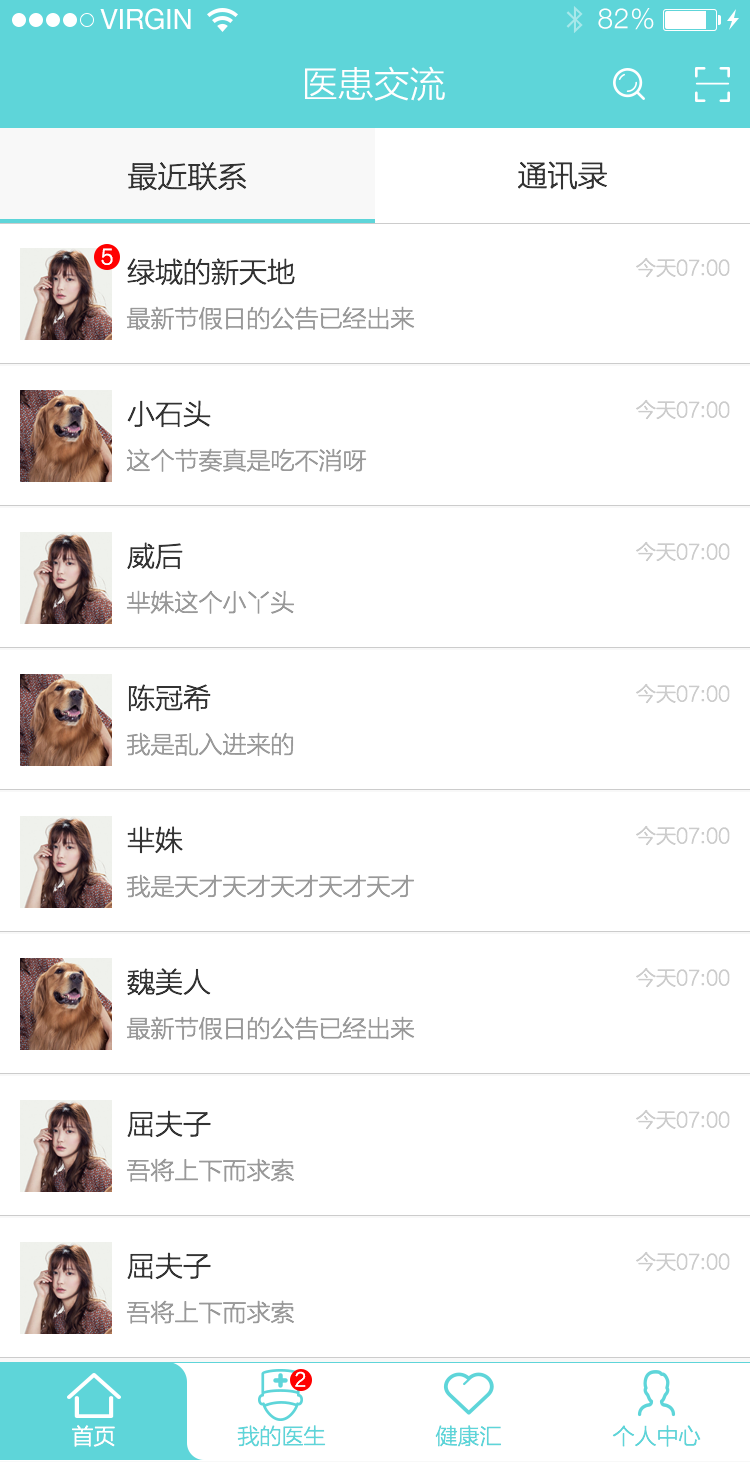 VIRGIN 82%
医患交流
最近联系 通讯录
5
绿城的新天地 今天07:00
最新节假日的公告已经出来
小石头 今天07:00
这个节奏真是吃不消呀
威后 今天07:00
芈姝这个小丫头
陈冠希 今天07:00
我是乱入进来的
芈姝 今天07:00
我是天才天才天才天才天才
魏美人 今天07:00
最新节假日的公告已经出来
屈夫子 今天07:00
吾将上下而求索
屈夫子 今天07:00
吾将上下而求索
2
首页 我的医生 健康汇 个人中心